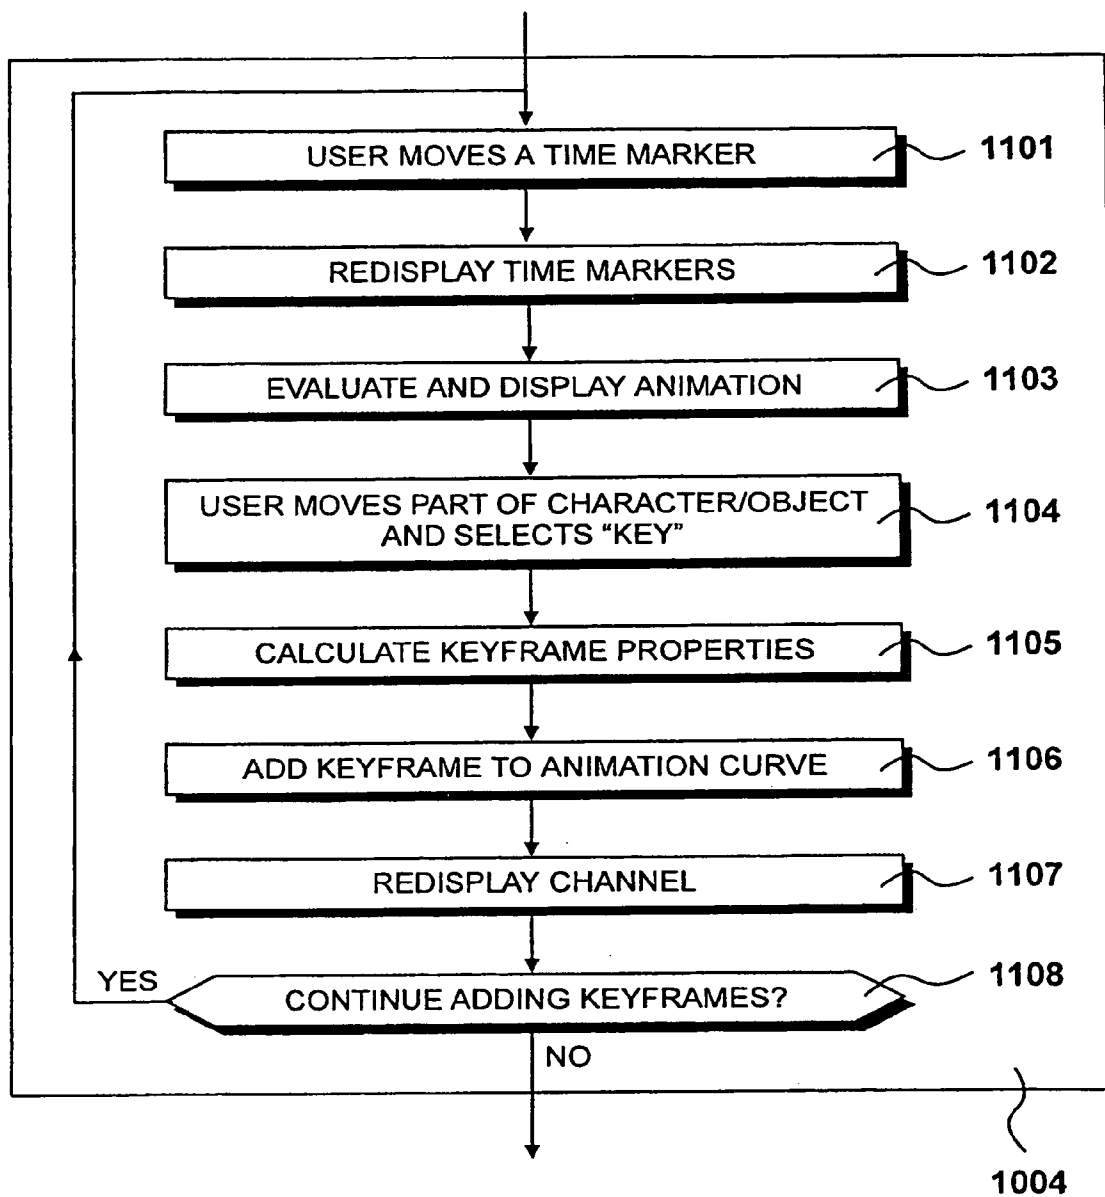 USER MOVES A TIME MARKER
1101
REDISPLAY TIME MARKERS
1102
EVALUATE AND DISPLAY ANIMATION
1103
USER MOVES PART OF CHARACTER/OBJECT
AND SELECTS “KEY”
1104
CALCULATE KEYFRAME PROPERTIES
1105
ADD KEYFRAME TO ANIMATION CURVE
1106
REDISPLAY CHANNEL
1107
YES
CONTINUE ADDING KEYFRAMES?
1108
NO
1004